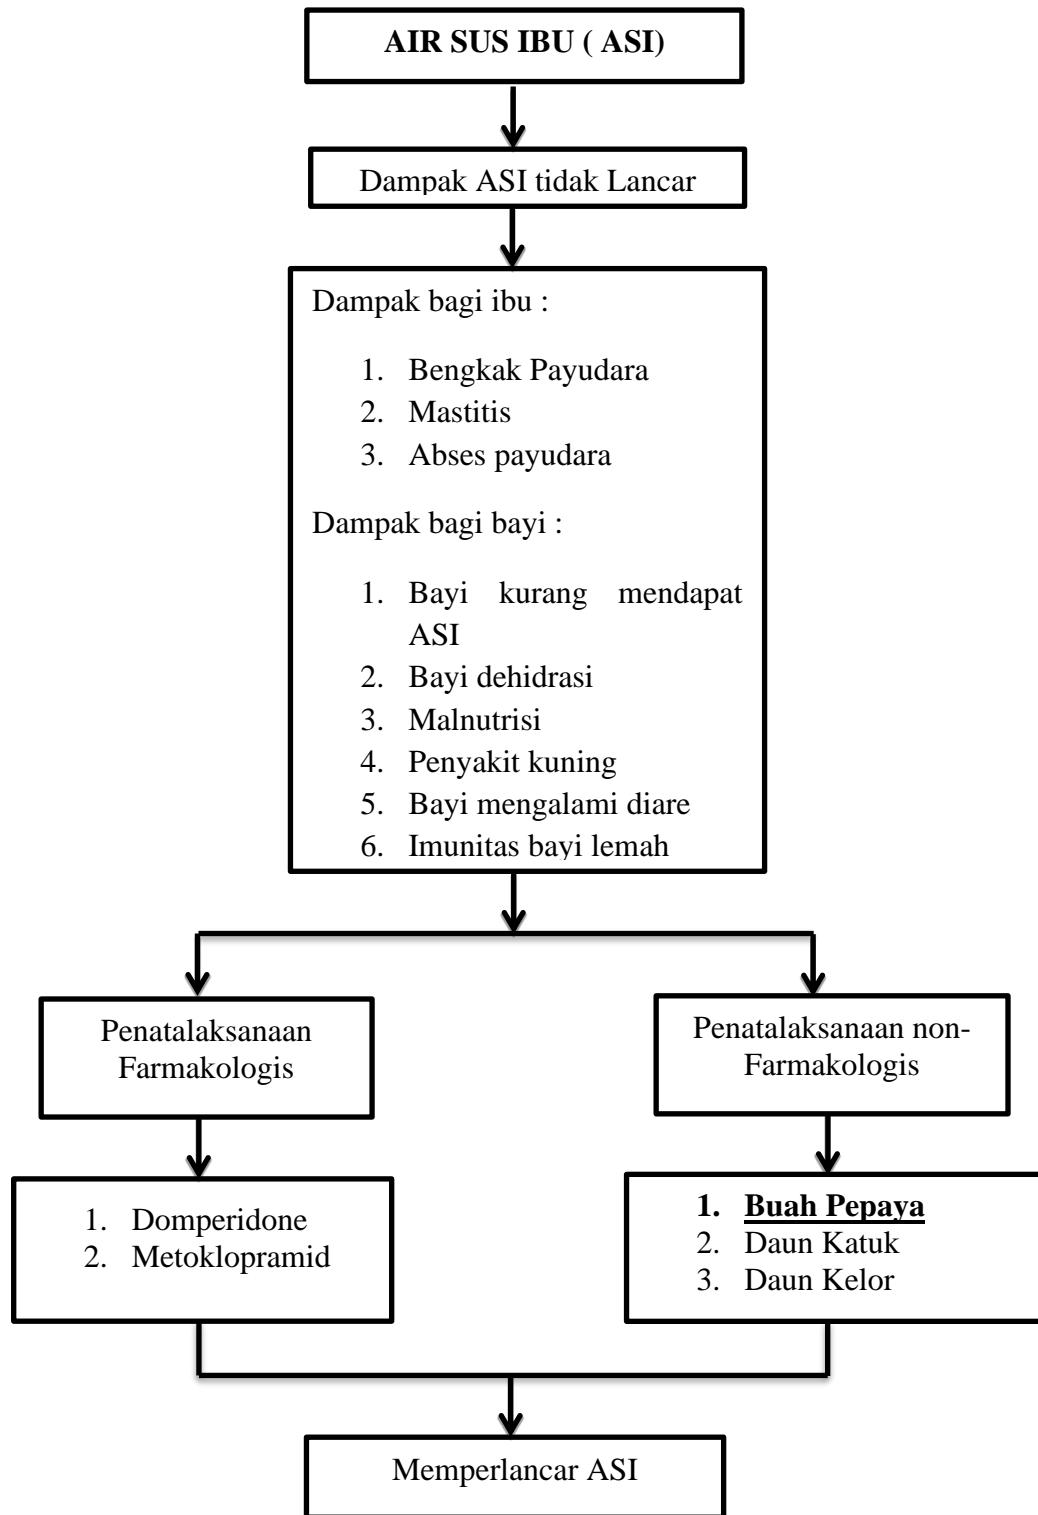 AIR SUS IBU ( ASI)
Dampak ASI tidak Lancar
Dampak bagi ibu :
1. Bengkak Payudara
2. Mastitis
3. Abses payudara
Dampak bagi bayi :
1. Bayi kurang mendapat
ASI
2. Bayi dehidrasi
3. Malnutrisi
4. Penyakit kuning
5. Bayi mengalami diare
6. Imunitas bayi lemah
Penatalaksanaan
Farmakologis
Penatalaksanaan non-
Farmakologis
1. Domperidone
2. Metoklopramid
1. Buah Pepaya
2. Daun Katuk
3. Daun Kelor
Memperlancar ASI